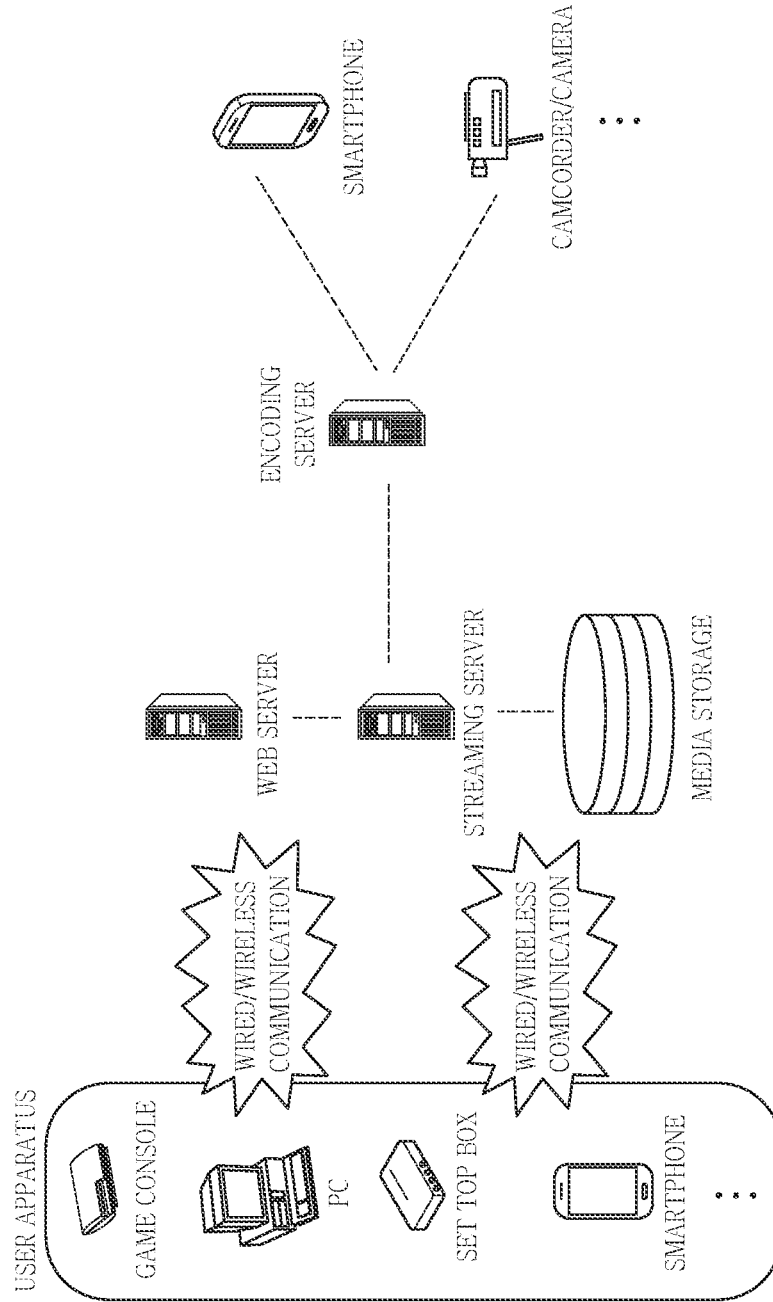 USER APPARATUS
GAME CONSOLE
PC
SET TOP BOX
SMARTPHONE
WIRED/WIRELESS
COMMUNICATION
WIRED/WIRELESS
COMMUNICATION
WEB SERVER
STREAMING SERVER
MEDIA STORAGE
ENCODING
SERVER
SMARTPHONE
CAMCORDER/CAMERA